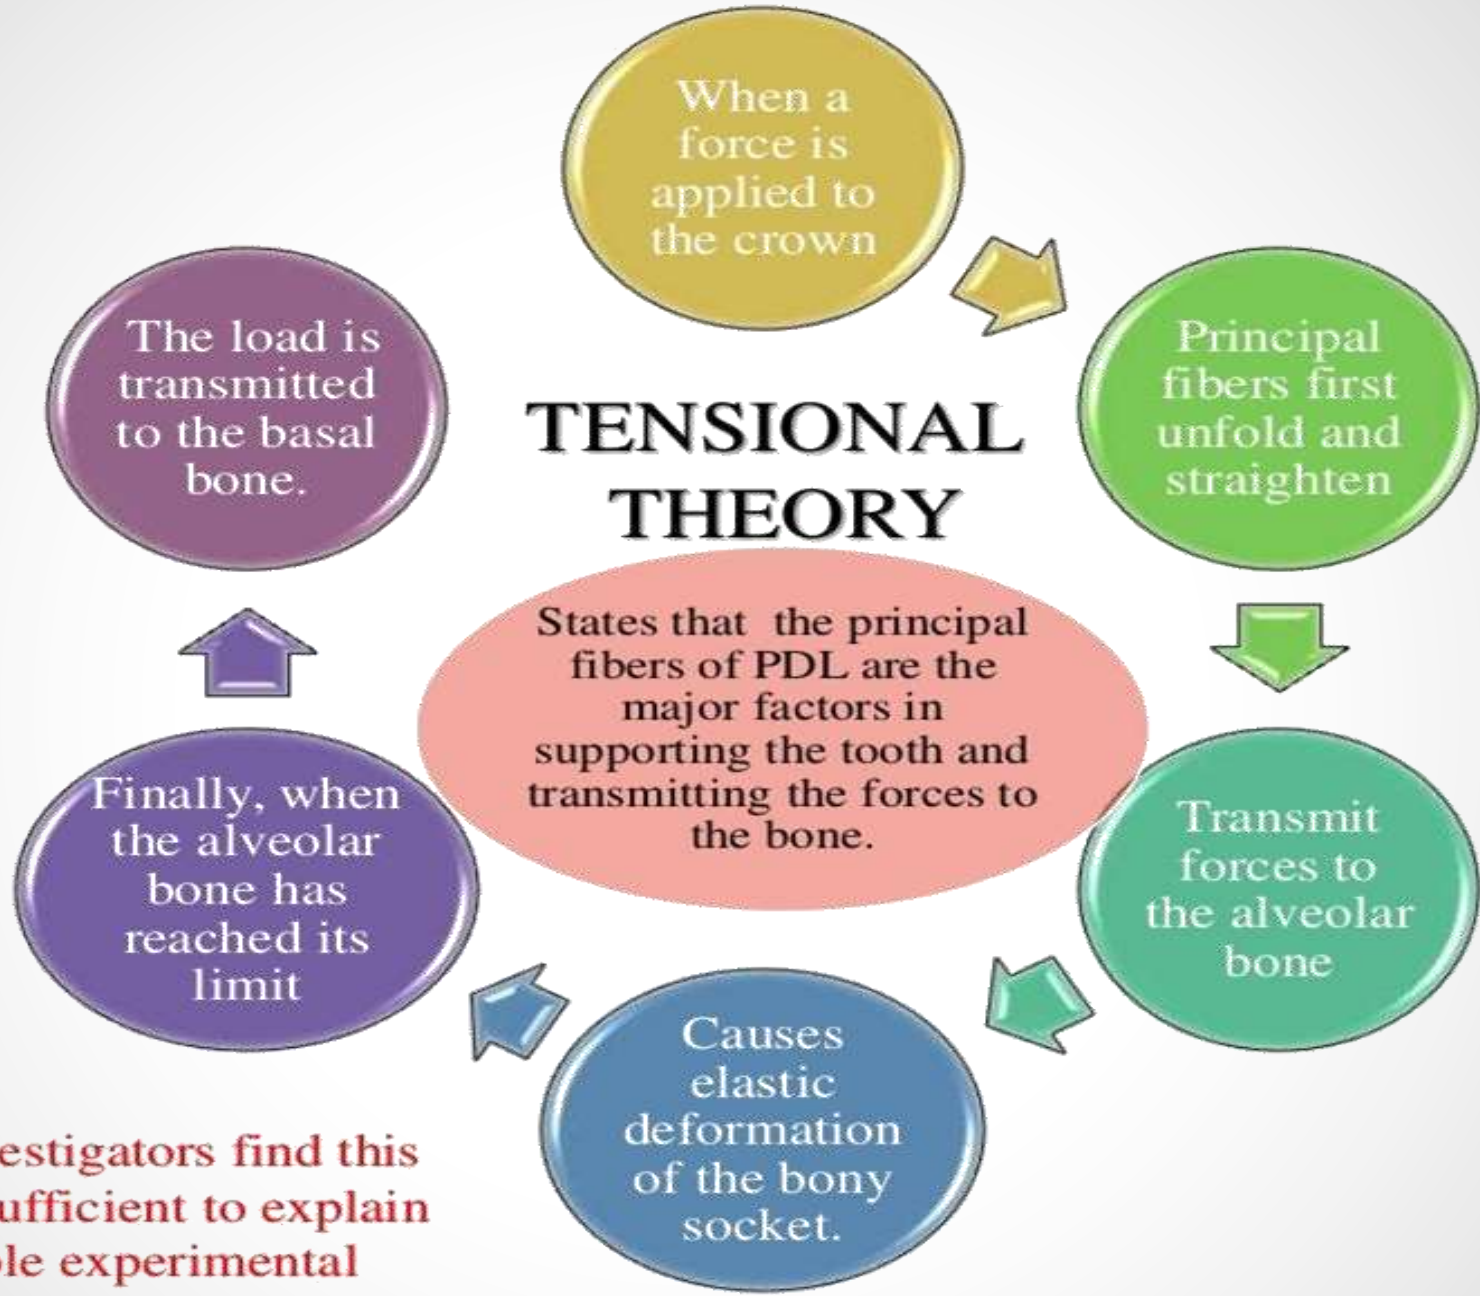 When a
force is
applied to
the crown
Principal
fibers first
unfold and
straighten
Transmit
forces to
the alveolar
bone
Causes
elastic
deformation
of the bony
socket.
Finally, when
the alveolar
bone has
reached its
limit
The load is
transmitted
to the basal
bone.
TENSIONAL
THEORY
States that the principal
fibers of PDL are the
major factors in
supporting the tooth and
transmitting the forces to
the bone.
find this
to explain
experimental